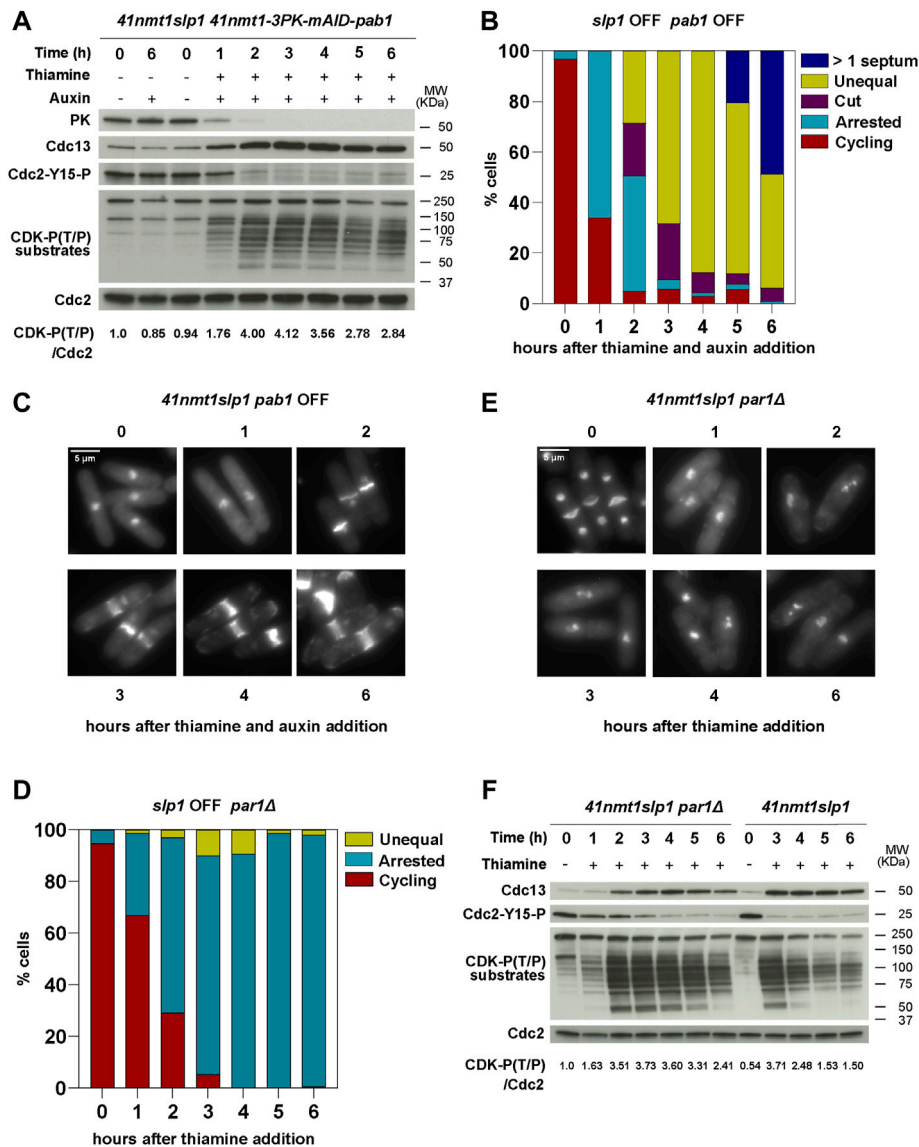 A
41nmt1slp1 41nmt1-3PK-mAID-pab1
Time (h) 0 6 0 1 2 3 4 5 6
Thiamine - - - + + + + + +
Auxin - + - + + + + + +
MW
(KDa)
PK
50
Cdc13
50
Cdc2-Y15-P
25
250
150
100
75
50
37
CDK-P(T/P)
substrates
Cdc2
CDK-P(T/P)
/Cdc2
1.0 0.85 0.94 1.76 4.00 4.12 3.56 2.78 2.84
B
slp1 OFF pab1 OFF
100
80
60
40
20
0
% cells
> 1 septum
Unequal
Cut
Arrested
Cycling
0 1 2 3 4 5 6
hours after thiamine and auxin addition
C
41nmt1slp1 pab1 OFF
0 1 2
5 µm
3 4 6
hours after thiamine and auxin addition
E
41nmt1slp1 par1Δ
0 1 2
5 µm
3 4 6
hours after thiamine addition
D
slp1 OFF par1Δ
100
80
60
40
20
0
% cells
Unequal
Arrested
Cycling
0 1 2 3 4 5 6
hours after thiamine addition
F
41nmt1slp1 par1Δ 41nmt1slp1
Time (h) 0 1 2 3 4 5 6 0 3 4 5 6
Thiamine - + + + + + + - + + + +
MW
(KDa)
Cdc13
50
Cdc2-Y15-P
25
250
150
100
75
50
37
CDK-P(T/P)
substrates
Cdc2
CDK-P(T/P)
/Cdc2
1.0 1.63 3.51 3.73 3.60 3.31 2.41 0.54 3.71 2.48 1.53 1.50